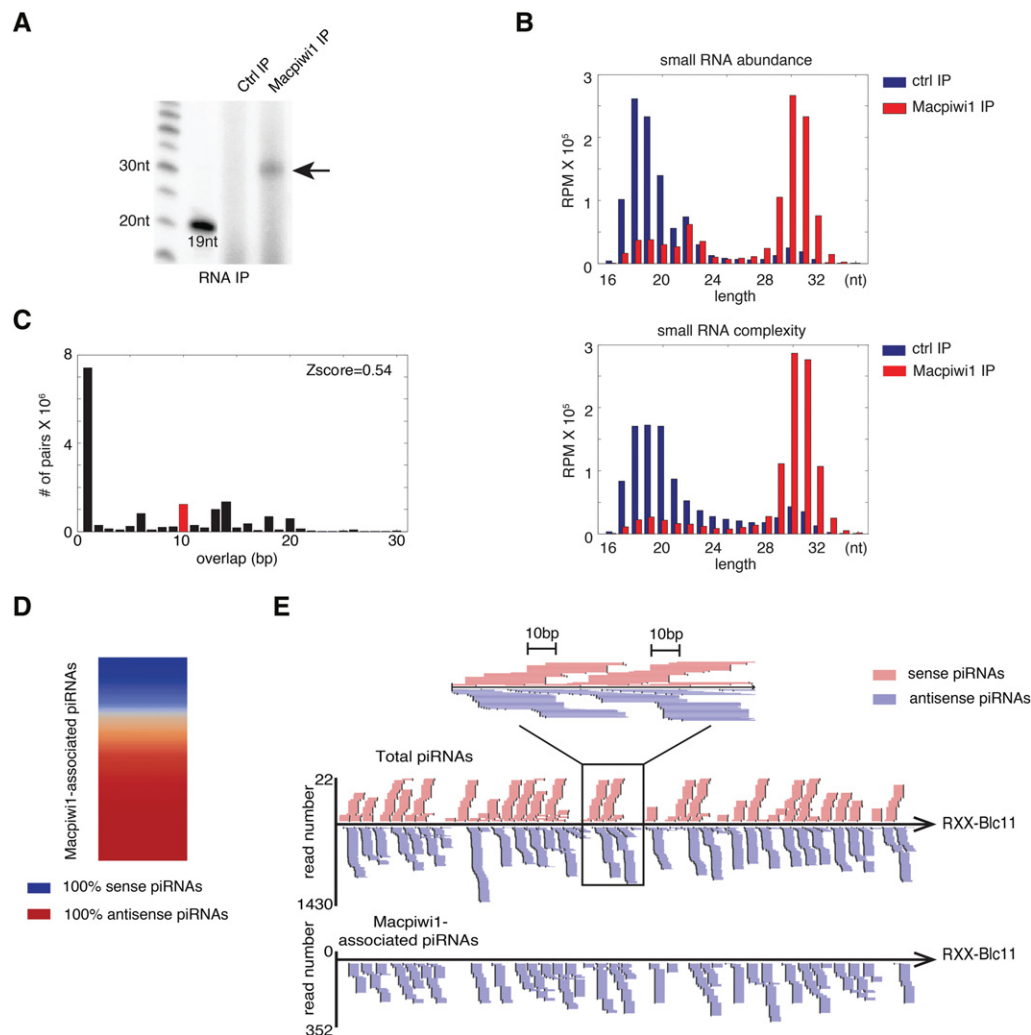 A
Ctrl IP
Macpiwi1 IP
30nt
20nt
19nt
RNA IP
B
small RNA abundance
ctrl IP
Macpiwi1 IP
RPM X 10⁵
3
2
1
0
16 20 24 28 32 (nt)
length
small RNA complexity
ctrl IP
Macpiwi1 IP
RPM X 10⁵
3
2
1
0
16 20 24 28 32 (nt)
length
C
Zscore=0.54
# of pairs X 10⁶
8
4
0
0 10 20 30
overlap (bp)
D
Macpiwi1-associated piRNAs
100% sense piRNAs
100% antisense piRNAs
E
10bp 10bp
sense piRNAs
antisense piRNAs
Total piRNAs
22
read number
RXX-Blc11
1430
Macpiwi1-
associated piRNAs
0
read number
RXX-Blc11
352